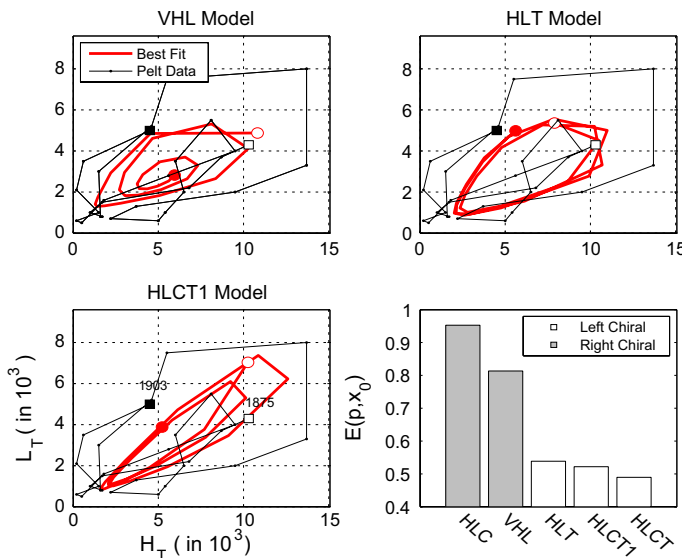 VHL Model
HLT Model
Best Fit
Pelt Data
8
6
4
2
0
0 5 10 15
8
6
4
2
0
0 5 10 15
HLCT1 Model
1903
1875
L_T ( in 10^3)
8
6
4
2
0
0 5 10 15
H_T ( in 10^3)
Left Chiral
Right Chiral
E(p,x_0)
1
0.9
0.8
0.7
0.6
0.5
0.4
HLC VHL HLT HLCT1 HLCT